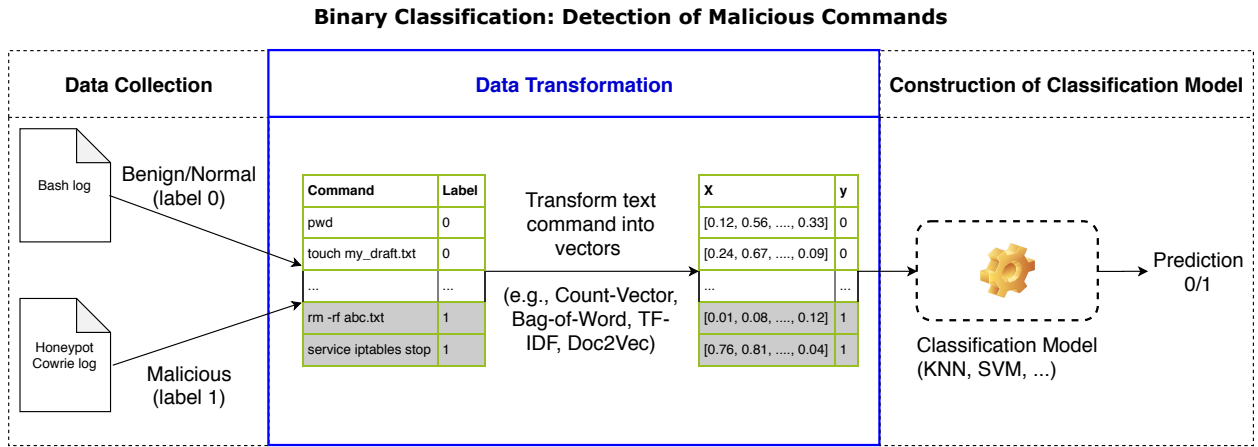 Binary Classification: Detection of Malicious Commands
Data Collection
Data Transformation
Construction of Classification Model
Bash log
Benign/Normal
(label 0)
Honeypot
Cowrie log
Malicious
(label 1)
Command Label
pwd 0
touch my_draft.txt 0
... ...
rm -rf abc.txt 1
service iptables stop 1
Transform text
command into
vectors
(e.g., Count-Vector,
Bag-of-Word, TF-
IDF, Doc2Vec)
X y
[0.12, 0.56, ...., 0.33] 0
[0.24, 0.67, ...., 0.09] 0
... ...
[0.01, 0.08, ...., 0.12] 1
[0.76, 0.81, ...., 0.04] 1
Classification Model
(KNN, SVM, ...)
Prediction
0/1